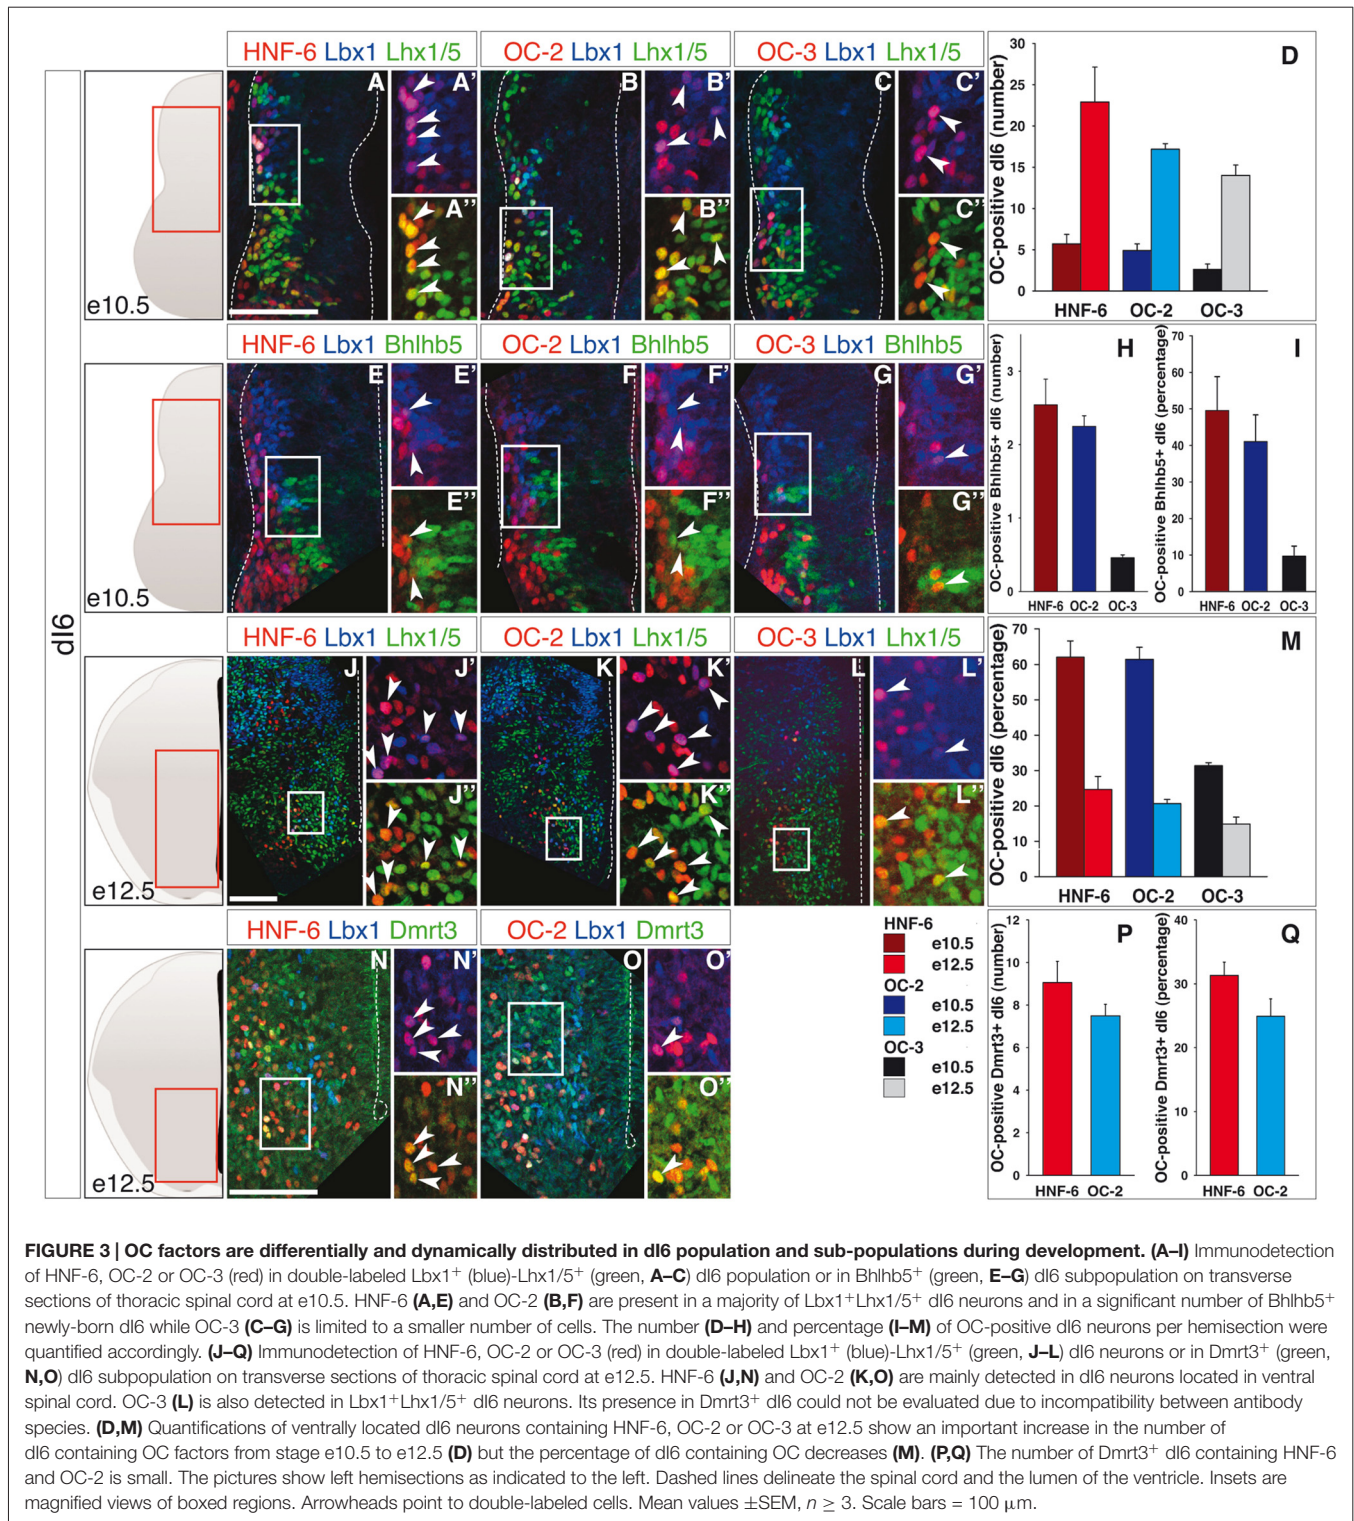 HNF-6 Lbx1 Lhx1/5
OC-2 Lbx1 Lhx1/5
OC-3 Lbx1 Lhx1/5
dI6
e10.5
A
A'
A''
B
B'
B''
C
C'
C''
D
OC-positive dI6 (number)
30
25
20
15
10
5
0
HNF-6 OC-2 OC-3
HNF-6 Lbx1 Bhlhb5
OC-2 Lbx1 Bhlhb5
OC-3 Lbx1 Bhlhb5
e10.5
E
E'
E''
F
F'
F''
G
G'
G''
H
OC-positive Bhlhb5+ dI6 (number)
3
2
1
0
HNF-6 OC-2 OC-3
I
OC-positive Bhlhb5+ dI6 (percentage)
70
60
50
40
30
20
10
0
HNF-6 OC-2 OC-3
HNF-6 Lbx1 Lhx1/5
OC-2 Lbx1 Lhx1/5
OC-3 Lbx1 Lhx1/5
e12.5
J
J'
J''
K
K'
K''
L
L'
L''
M
OC-positive dI6 (percentage)
70
60
50
40
30
20
10
0
HNF-6 OC-2 OC-3
HNF-6 Lbx1 Dmrt3
OC-2 Lbx1 Dmrt3
e12.5
N
N'
N''
O
O'
O''
HNF-6
e10.5
e12.5
OC-2
e10.5
e12.5
OC-3
e10.5
e12.5
P
OC-positive Dmrt3+ dI6 (number)
12
10
8
6
4
2
0
HNF-6 OC-2
Q
OC-positive Dmrt3+ dI6 (percentage)
40
30
20
10
0
HNF-6 OC-2
FIGURE 3 | OC factors are differentially and dynamically distributed in dI6 population and sub-populations during development. (A–I) Immunodetection
of HNF-6, OC-2 or OC-3 (red) in double-labeled Lbx1⁺ (blue)-Lhx1/5⁺ (green, A–C) dI6 population or in Bhlhb5⁺ (green, E–G) dI6 subpopulation on transverse
sections of thoracic spinal cord at e10.5. HNF-6 (A,E) and OC-2 (B,F) are present in a majority of Lbx1⁺Lhx1/5⁺ dI6 neurons and in a significant number of Bhlhb5⁺
newly-born dI6 while OC-3 (C–G) is limited to a smaller number of cells. The number (D–H) and percentage (I–M) of OC-positive dI6 neurons per hemisection were
quantified accordingly. (J–Q) Immunodetection of HNF-6, OC-2 or OC-3 (red) in double-labeled Lbx1⁺ (blue)-Lhx1/5⁺ (green, J–L) dI6 neurons or in Dmrt3⁺ (green,
N,O) dI6 subpopulation on transverse sections of thoracic spinal cord at e12.5. HNF-6 (J,N) and OC-2 (K,O) are mainly detected in dI6 neurons located in ventral
spinal cord. OC-3 (L) is also detected in Lbx1⁺Lhx1/5⁺ dI6 neurons. Its presence in Dmrt3⁺ dI6 could not be evaluated due to incompatibility between antibody
species. (D,M) Quantifications of ventrally located dI6 neurons containing HNF-6, OC-2 or OC-3 at e12.5 show an important increase in the number of
dI6 containing OC factors from stage e10.5 to e12.5 (D) but the percentage of dI6 containing OC decreases (M). (P,Q) The number of Dmrt3⁺ dI6 containing HNF-6
and OC-2 is small. The pictures show left hemisections as indicated to the left. Dashed lines delineate the spinal cord and the lumen of the ventricle. Insets are
magnified views of boxed regions. Arrowheads point to double-labeled cells. Mean values ±SEM, n ≥ 3. Scale bars = 100 μm.